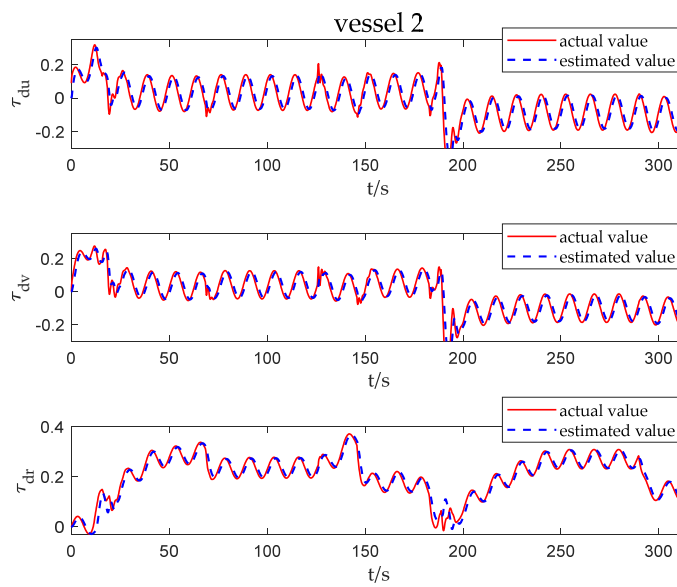 vessel 2
actual value
estimated value
0.2
0
-0.2
τdu
0 50 100 150 200 250 300
t/s
actual value
estimated value
0.2
0
-0.2
τdv
0 50 100 150 200 250 300
t/s
actual value
estimated value
0.4
0.2
0
τdr
0 50 100 150 200 250 300
t/s